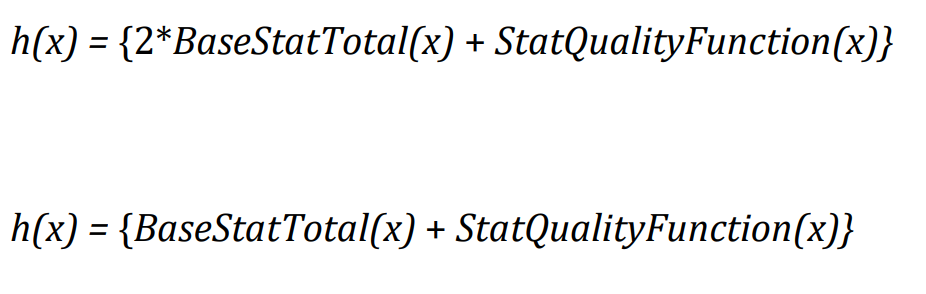 h(x) = {2*BaseStatTotal(x) + StatQualityFunction(x)}
h(x) = {BaseStatTotal(x) + StatQualityFunction(x)}